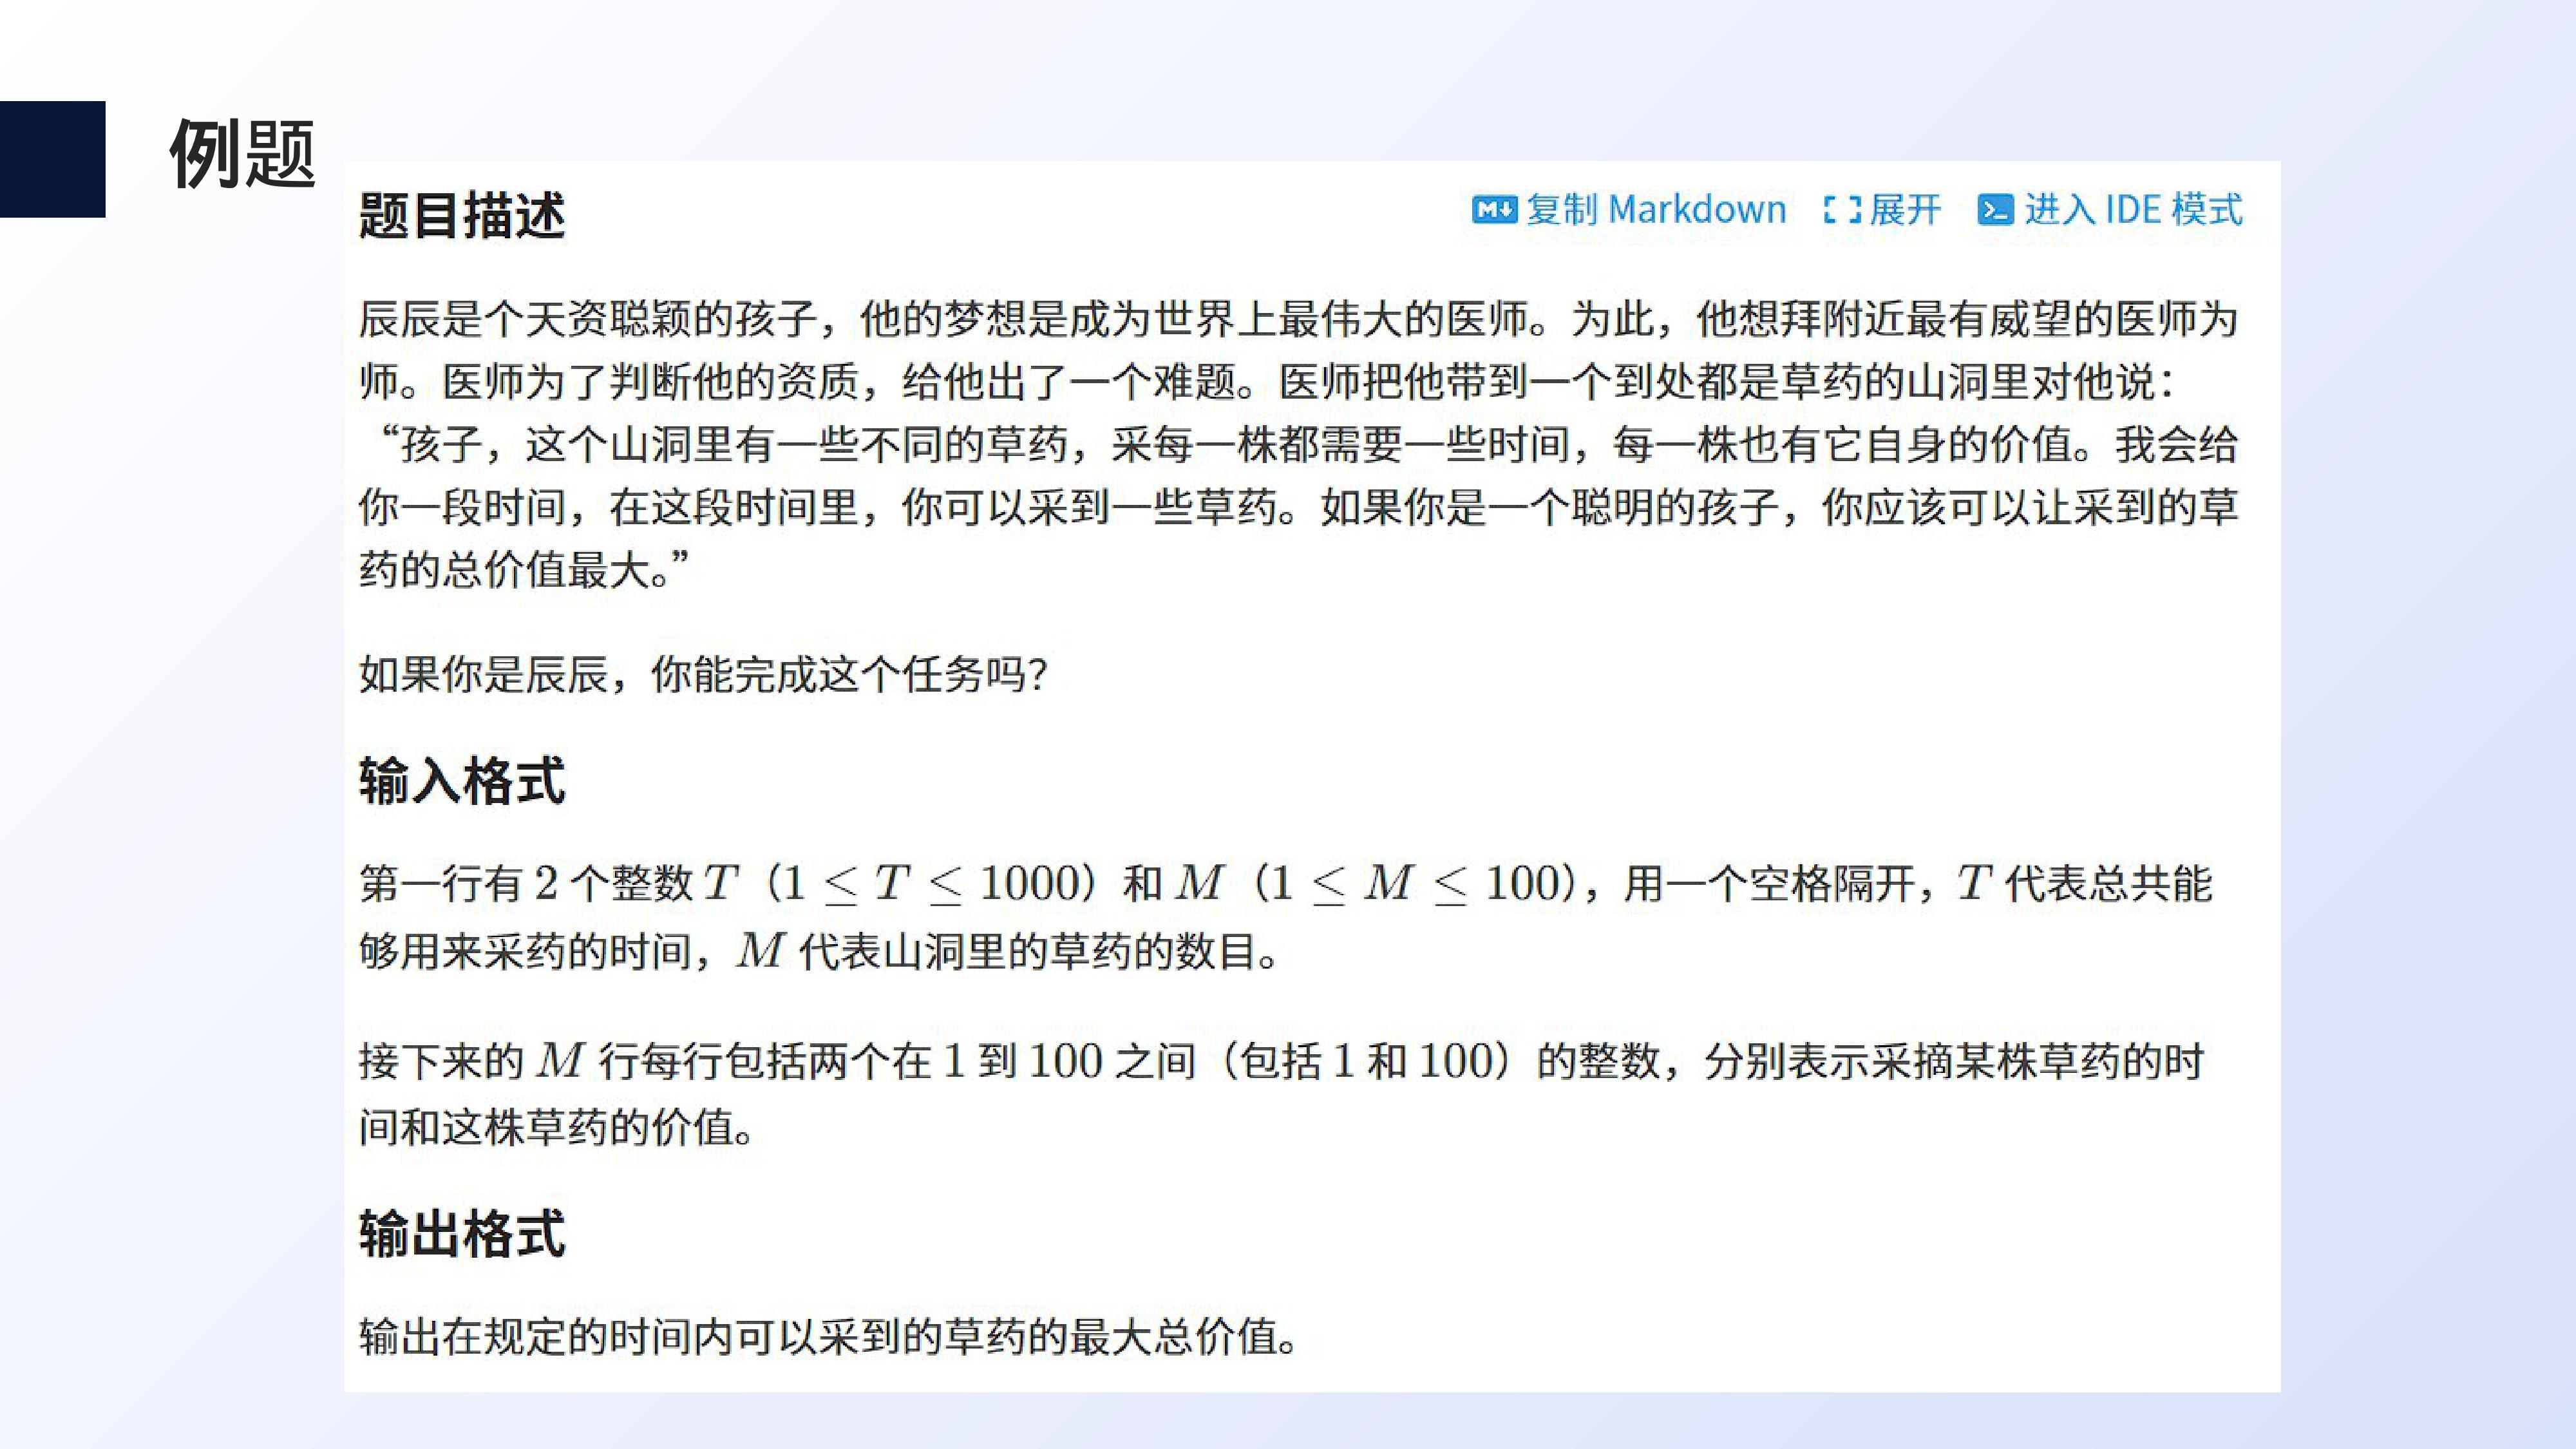 例题
题目描述
复制 Markdown 展开 进入 IDE 模式
辰辰是个天资聪颖的孩子，他的梦想是成为世界上最伟大的医师。为此，他想拜附近最有威望的医师为
师。医师为了判断他的资质，给他出了一个难题。医师把他带到一个到处都是草药的山洞里对他说：
“孩子，这个山洞里有一些不同的草药，采每一株都需要一些时间，每一株也有它自身的价值。我会给
你一段时间，在这段时间里，你可以采到一些草药。如果你是一个聪明的孩子，你应该可以让采到的草
药的总价值最大。”
如果你是辰辰，你能完成这个任务吗？
输入格式
第一行有 2 个整数 T（1 ≤ T ≤ 1000）和 M（1 ≤ M ≤ 100），用一个空格隔开，T 代表总共能
够用来采药的时间，M 代表山洞里的草药的数目。
接下来的 M 行每行包括两个在 1 到 100 之间（包括 1 和 100）的整数，分别表示采摘某株草药的时
间和这株草药的价值。
输出格式
输出在规定的时间内可以采到的草药的最大总价值。